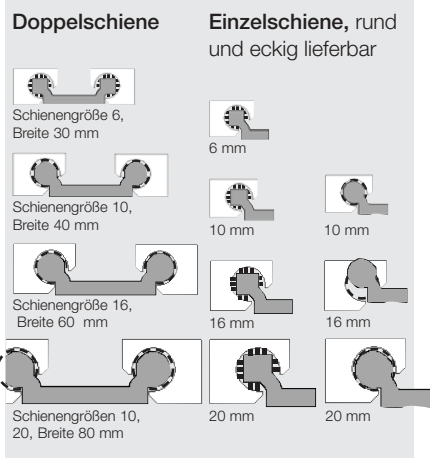 Doppelschiene
Schienengröße 6,
Breite 30 mm
Schienengröße 10,
Breite 40 mm
Schienengröße 16,
Breite 60 mm
Schienengrößen 10,
20, Breite 80 mm
Einzelschiene, rund
und eckig lieferbar
6 mm
10 mm
10 mm
16 mm
16 mm
20 mm
20 mm